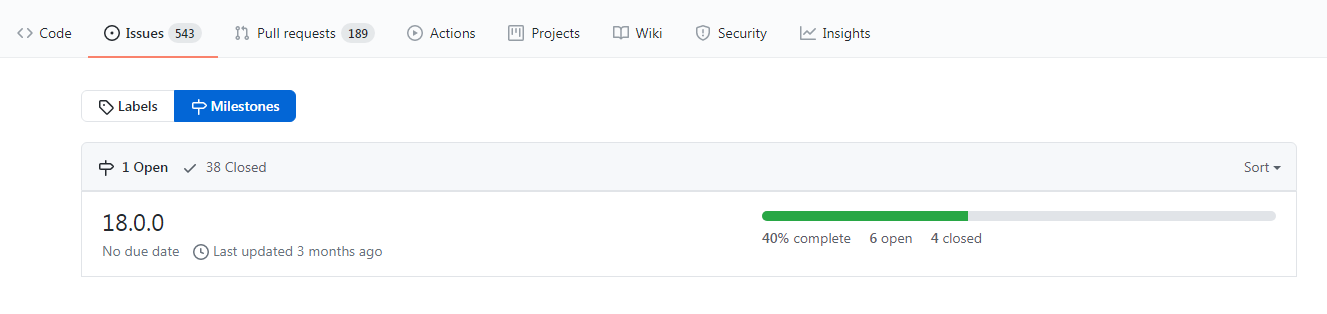 Code Issues 543 Pull requests 189 Actions Projects Wiki Security Insights
Labels Milestones
1 Open 38 Closed Sort
18.0.0
No due date Last updated 3 months ago
40% complete 6 open 4 closed